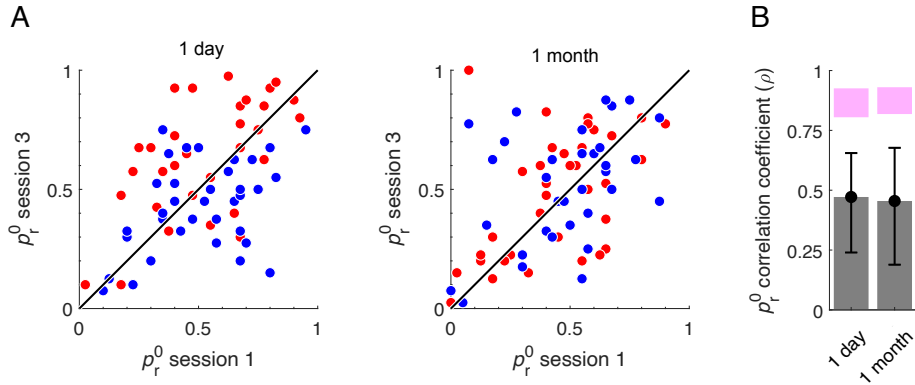 A
1 day
1
0.5
0
0
0.5
1
p_r^0 session 3
p_r^0 session 1
1 month
1
0.5
0
0
0.5
1
p_r^0 session 3
p_r^0 session 1
B
1
0.75
0.5
0.25
0
p_r^0 correlation coefficient (ρ)
1 day
1 month